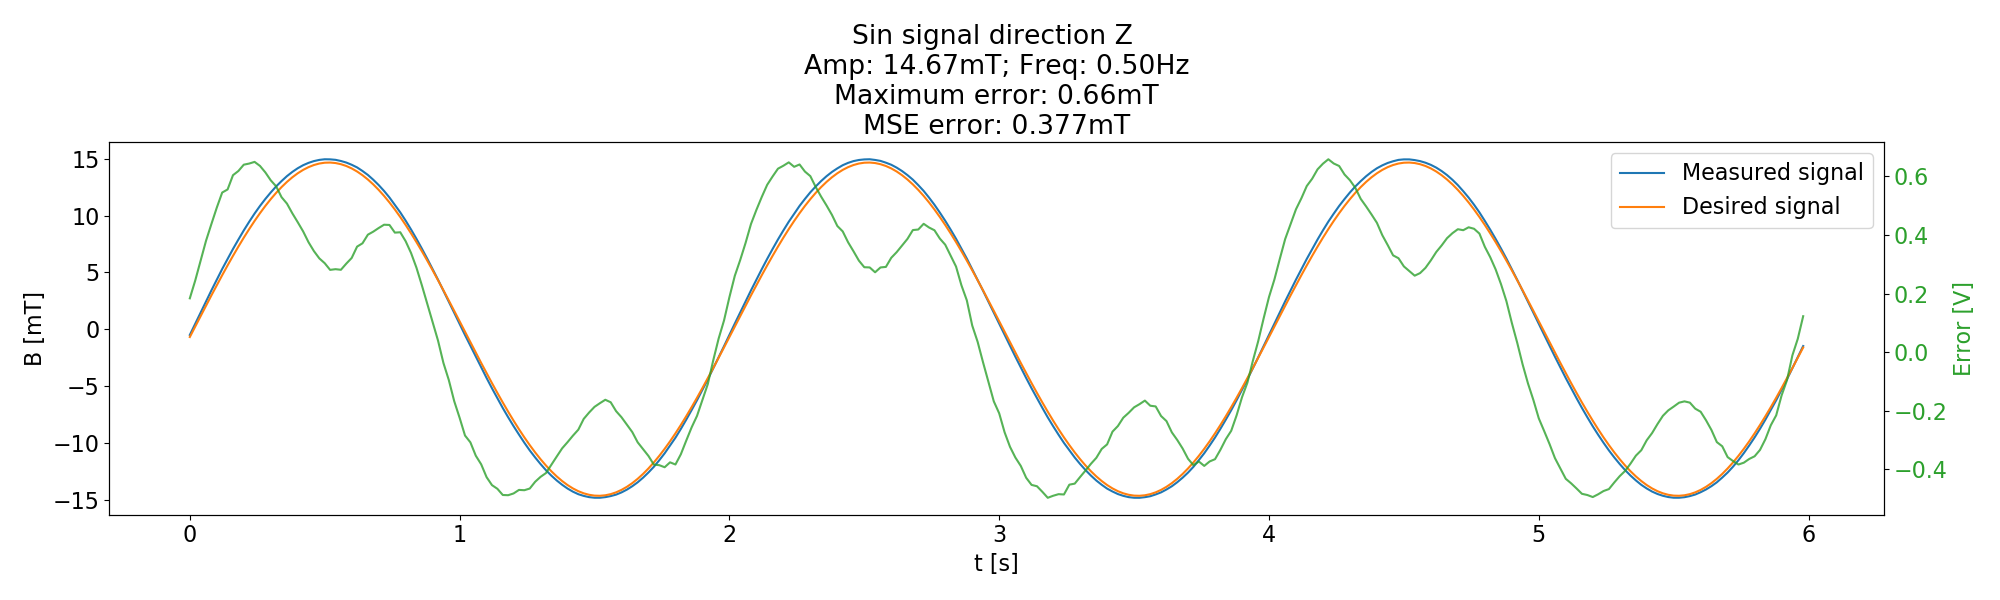 Sin signal direction Z
Amp: 14.67mT; Freq: 0.50Hz
Maximum error: 0.66mT
MSE error: 0.377mT
Measured signal
Desired signal
B [mT]
15
10
5
0
−5
−10
−15
0.6
0.4
0.2
0.0
−0.2
−0.4
Error [V]
0 1 2 3 4 5 6
t [s]